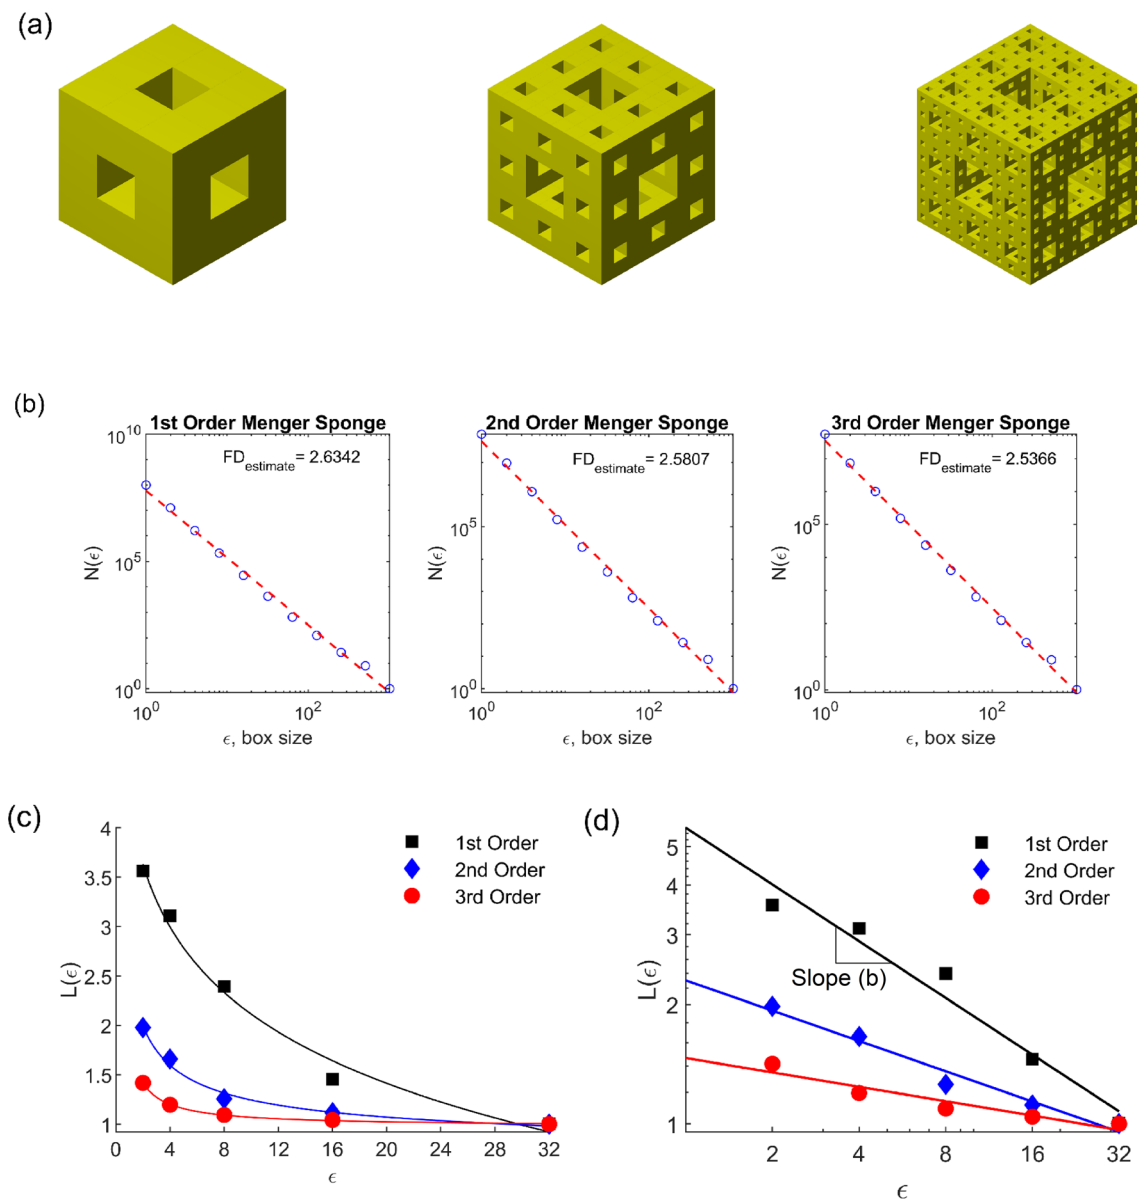 (a)
(b)
1st Order Menger Sponge
2nd Order Menger Sponge
3rd Order Menger Sponge
FD_estimate = 2.6342
FD_estimate = 2.5807
FD_estimate = 2.5366
10^10
10^5
10^0
N(ϵ)
10^0
10^2
ϵ, box size
10^5
10^0
N(ϵ)
10^0
10^2
ϵ, box size
10^5
10^0
N(ϵ)
10^0
10^2
ϵ, box size
(c)
4
3.5
3
2.5
2
1.5
1
L(ϵ)
0 4 8 12 16 20 24 28 32
ϵ
1st Order
2nd Order
3rd Order
(d)
5
4
3
2
1
L(ϵ)
2 4 8 16 32
ϵ
1st Order
2nd Order
3rd Order
Slope (b)